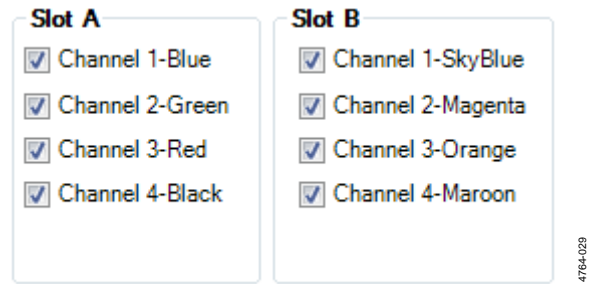 Slot A
Channel 1-Blue
Channel 2-Green
Channel 3-Red
Channel 4-Black
Slot B
Channel 1-SkyBlue
Channel 2-Magenta
Channel 3-Orange
Channel 4-Maroon
4764-029